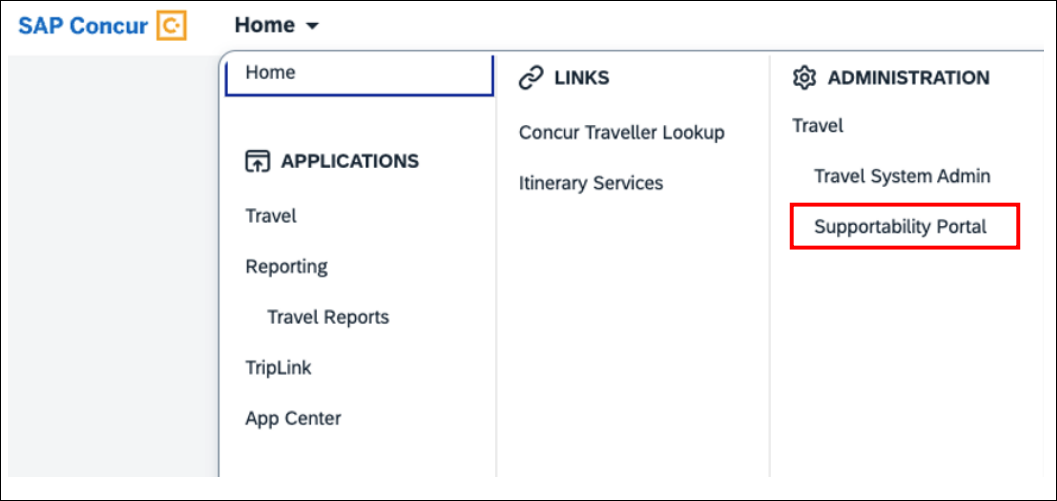 SAP Concur
Home
Home
APPLICATIONS
Travel
Reporting
Travel Reports
TripLink
App Center
LINKS
Concur Traveller Lookup
Itinerary Services
ADMINISTRATION
Travel
Travel System Admin
Supportability Portal